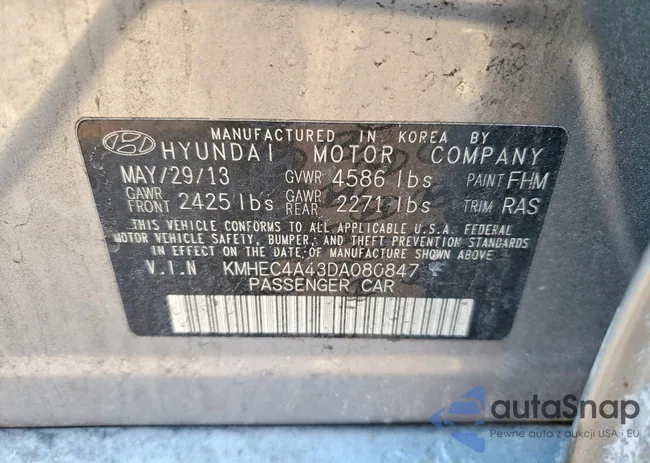 MANUFACTURED IN KOREA BY
HYUNDAI MOTOR COMPANY
MAY/29/13 GVWR 4586 lbs PAINT FHM
GAWR FRONT 2425 lbs GAWR REAR 2271 lbs TRIM RAS
THIS VEHICLE CONFORMS TO ALL APPLICABLE U.S.A. FEDERAL
MOTOR VEHICLE SAFETY, BUMPER, AND THEFT PREVENTION
STANDARDS IN EFFECT ON THE DATE OF MANUFACTURE SHOWN ABOVE.
V.I.N KMHEC4A43DA080847
PASSENGER CAR
autaSnap
Pewne auta z aukcji USA i EU